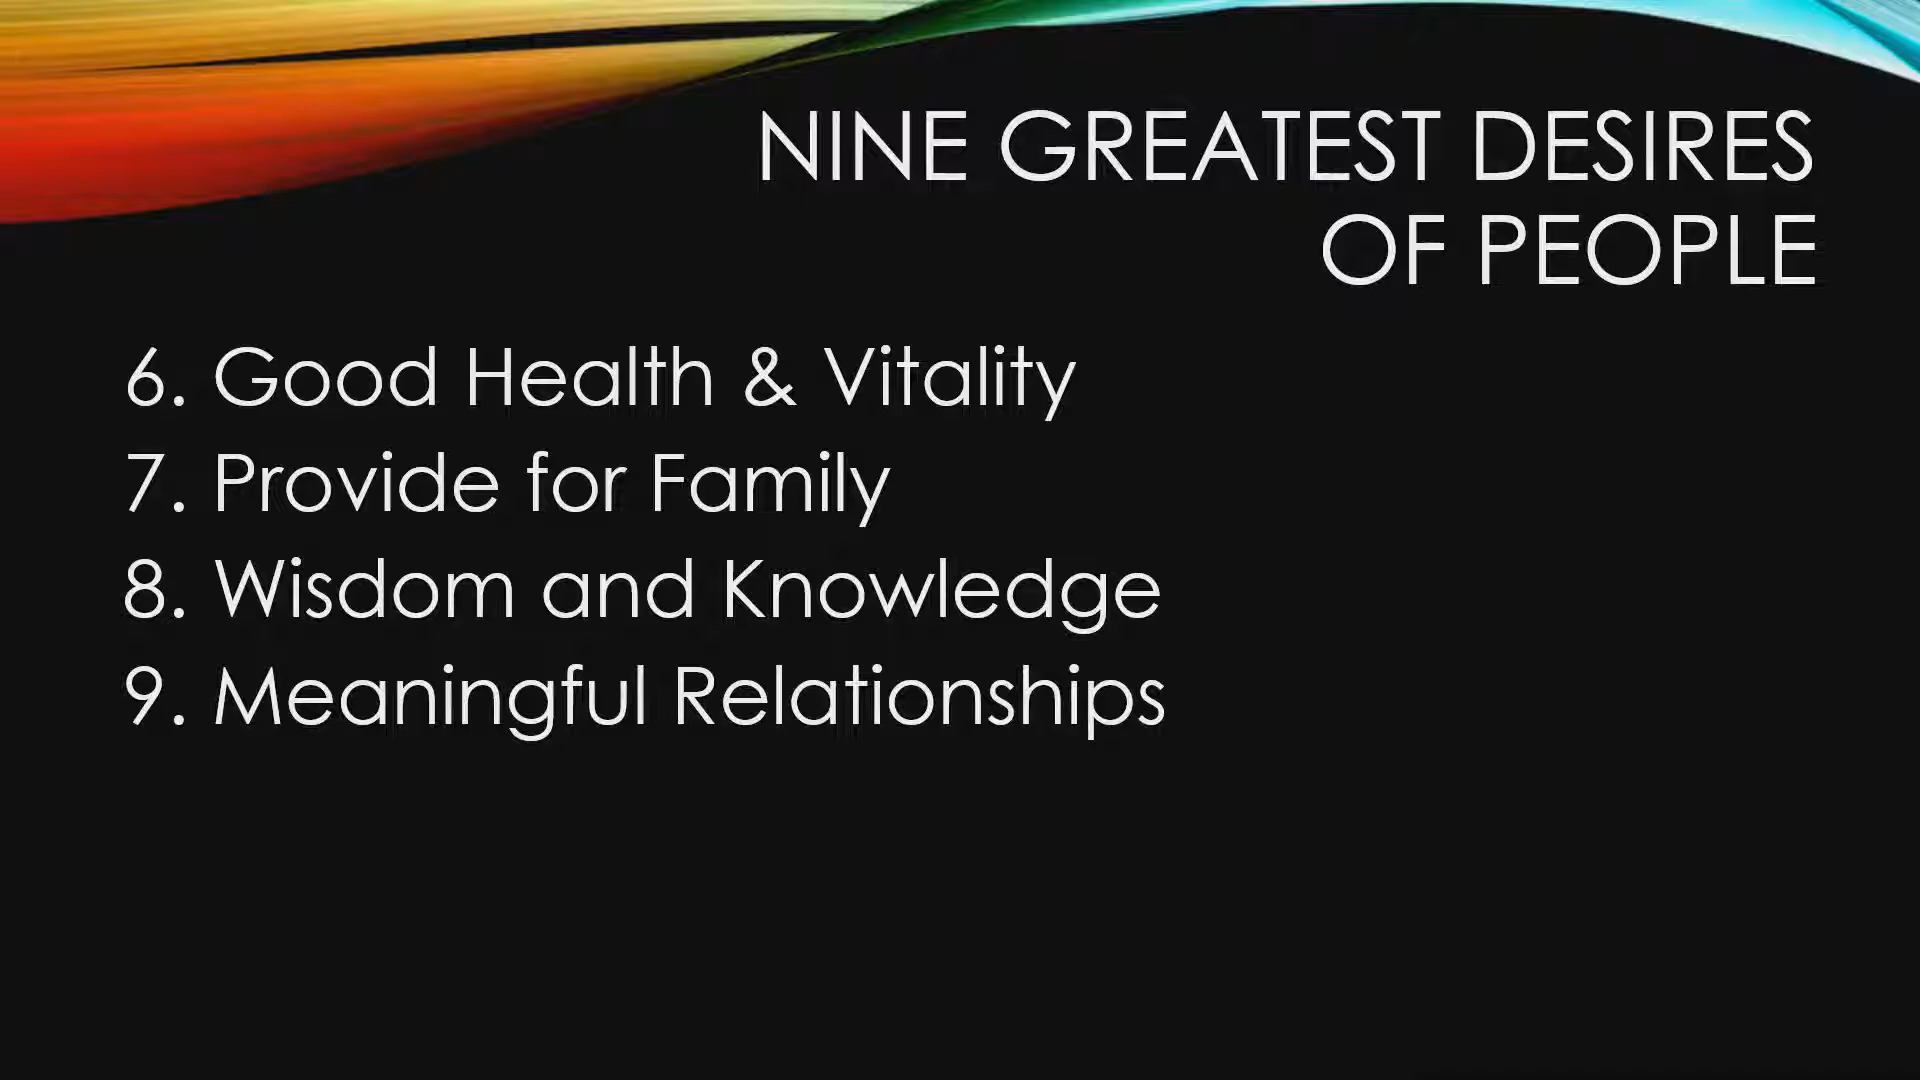 NINE GREATEST DESIRES
OF PEOPLE
6. Good Health & Vitality
7. Provide for Family
8. Wisdom and Knowledge
9. Meaningful Relationships